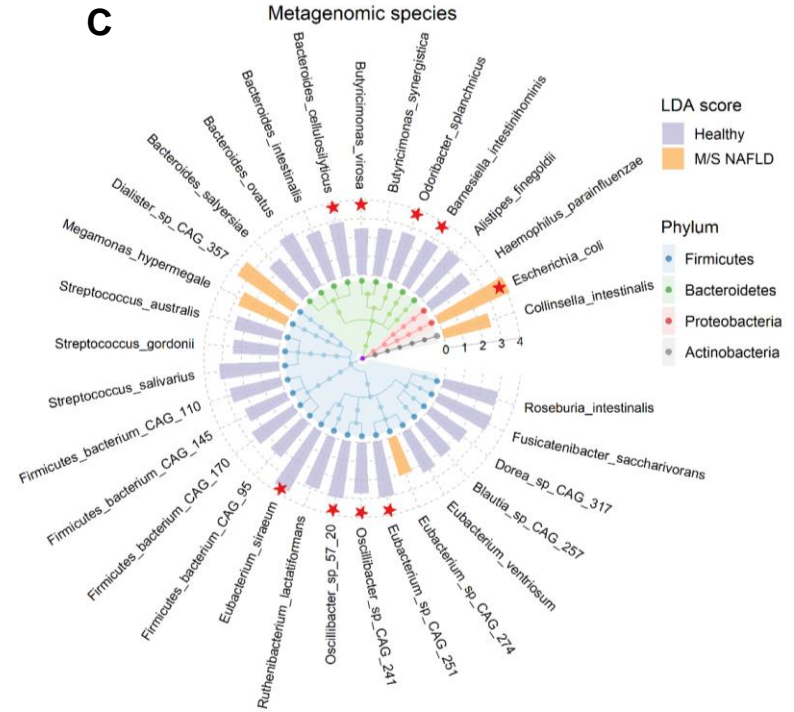 C
Metagenomic species
Bacteroides_cellulosilyticus
Butyricimonas_virosa
Butyricimonas_synergistica
Odoribacter_splanchnicus
Barnesiella_intestinihominis
Alistipes_finegoldii
Haemophilus_parainfluenzae
Escherichia_coli
Collinsella_intestinalis
0 1 2 3 4
Roseburia_intestinalis
Fusicatenibacter_saccharivorans
Dorea_sp_CAG_317
Blautia_sp_CAG_257
Eubacterium_ventriosum
Eubacterium_sp_CAG_274
Eubacterium_sp_CAG_251
Oscillibacter_sp_CAG_241
Oscillibacter_sp_57_20
Ruthenibacterium_lactatiformans
Eubacterium_siraeum
Firmicutes_bacterium_CAG_95
Firmicutes_bacterium_CAG_170
Firmicutes_bacterium_CAG_145
Firmicutes_bacterium_CAG_110
Streptococcus_salivarius
Streptococcus_gordonii
Streptococcus_australis
Megamonas_hypermegale
Dialister_sp_CAG_357
Bacteroides_salyersiae
Bacteroides_ovatus
Bacteroides_intestinalis
LDA score
Healthy
M/S NAFLD
Phylum
Firmicutes
Bacteroidetes
Proteobacteria
Actinobacteria